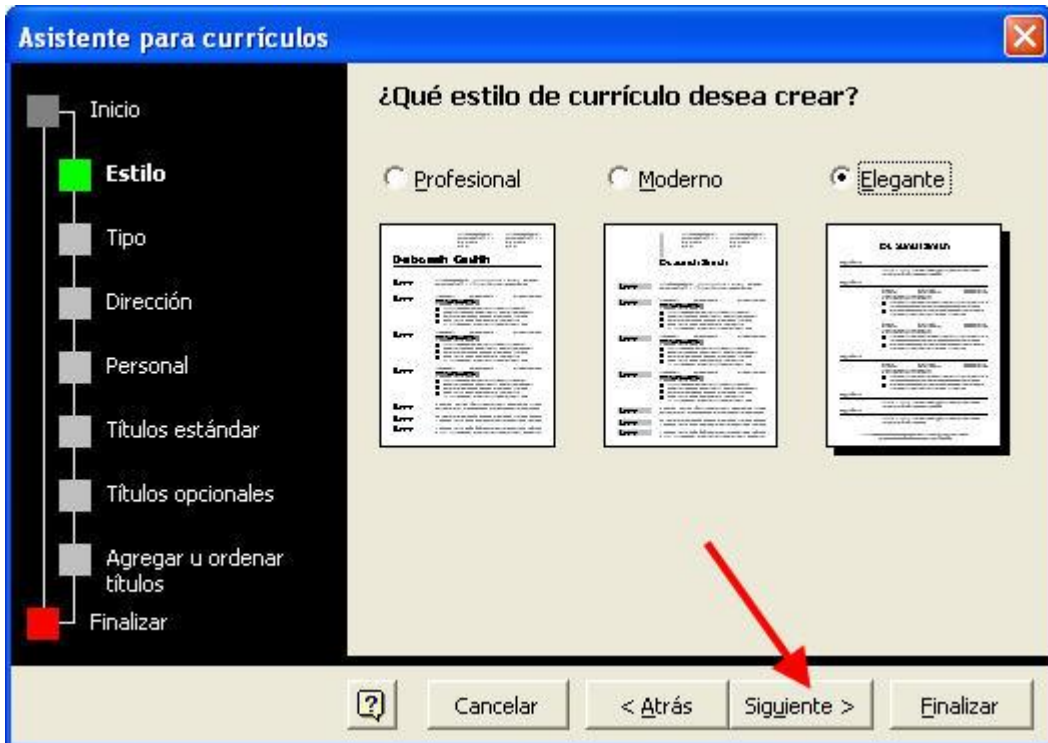 Asistente para currículos
Inicio
Estilo
Tipo
Dirección
Personal
Títulos estándar
Títulos opcionales
Agregar u ordenar
títulos
Finalizar
¿Qué estilo de currículo desea crear?
Profesional Moderno Elegante
Cancelar < Atrás Siguiente > Finalizar